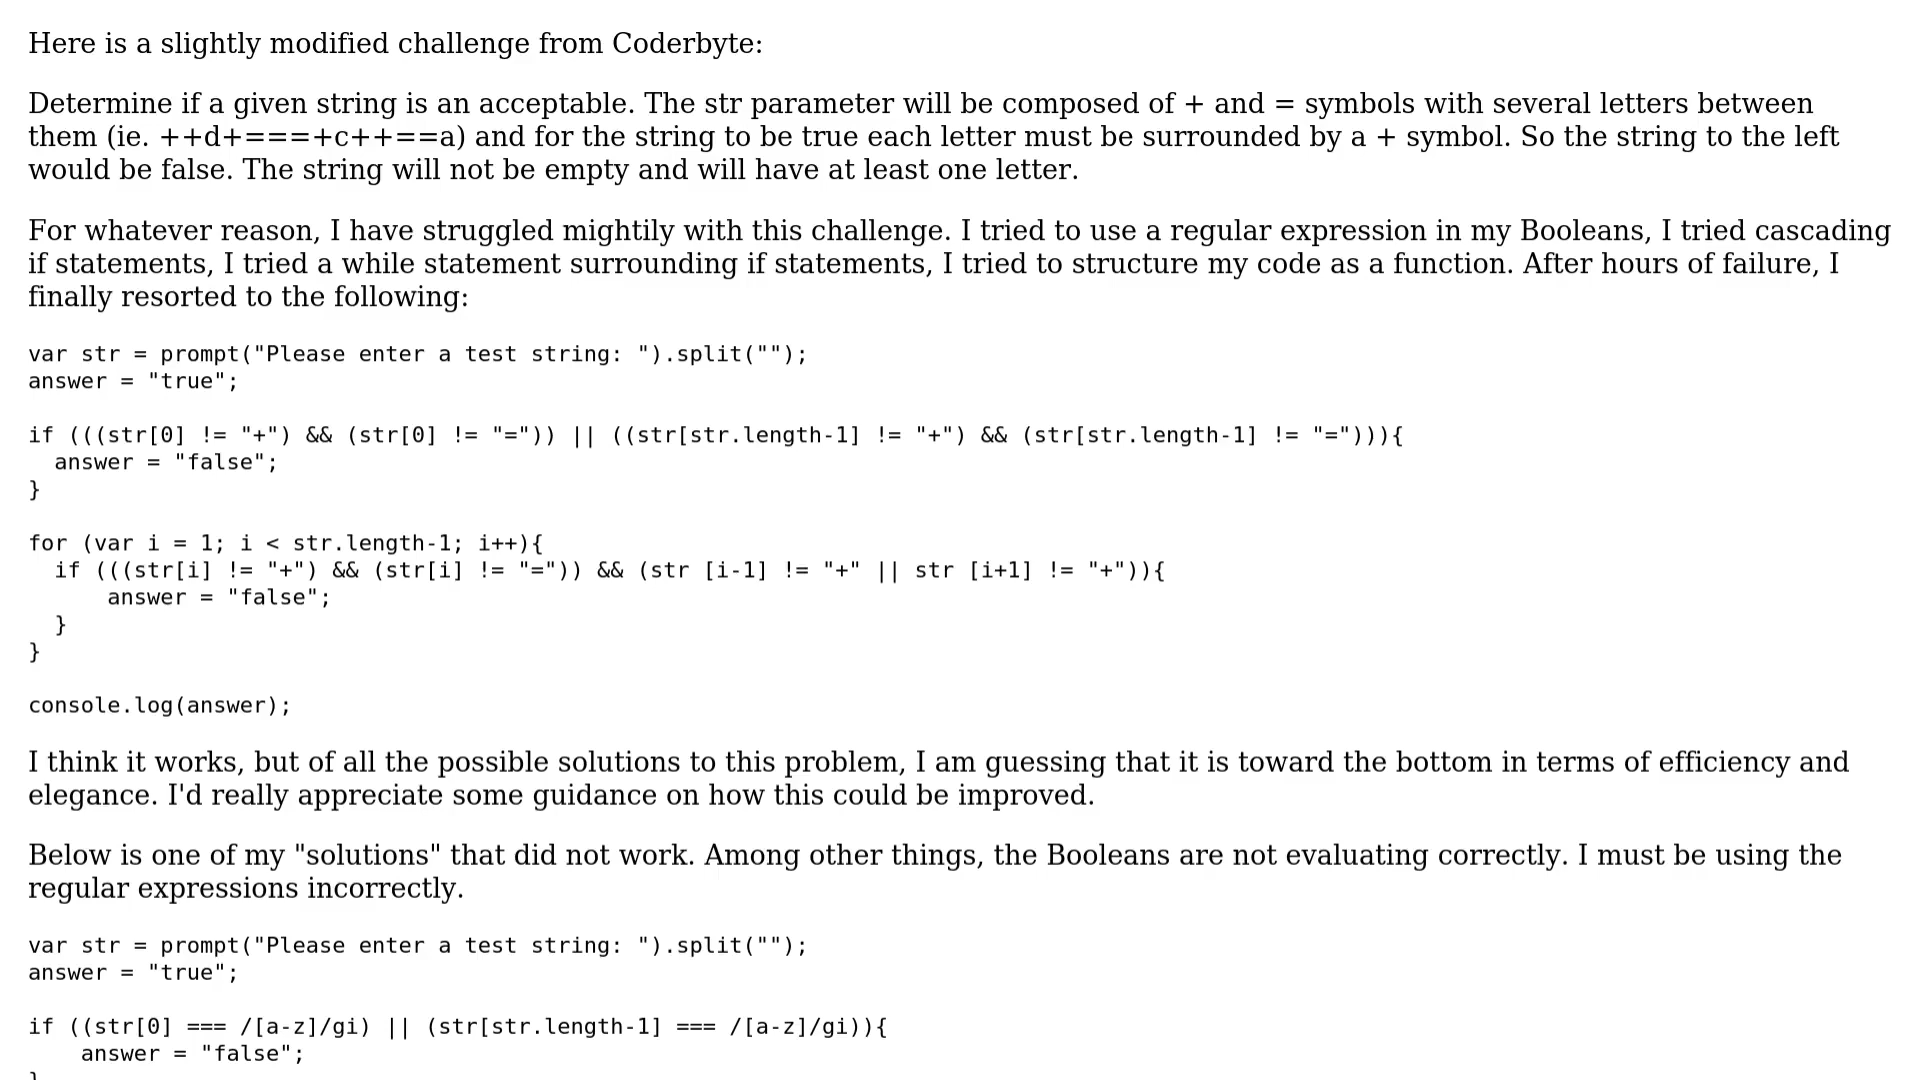 Here is a slightly modified challenge from Coderbyte:
Determine if a given string is an acceptable. The str parameter will be composed of + and = symbols with several letters between
them (ie. ++d+===+c++==a) and for the string to be true each letter must be surrounded by a + symbol. So the string to the left
would be false. The string will not be empty and will have at least one letter.
For whatever reason, I have struggled mightily with this challenge. I tried to use a regular expression in my Booleans, I tried cascading
if statements, I tried a while statement surrounding if statements, I tried to structure my code as a function. After hours of failure, I
finally resorted to the following:
var str = prompt("Please enter a test string: ").split("");
answer = "true";
if (((str[0] != "+") && (str[0] != "=")) || ((str[str.length-1] != "+") && (str[str.length-1] != "="))){
  answer = "false";
}
for (var i = 1; i < str.length-1; i++){
  if (((str[i] != "+") && (str[i] != "=")) && (str [i-1] != "+" || str [i+1] != "+")){
      answer = "false";
  }
}
console.log(answer);
I think it works, but of all the possible solutions to this problem, I am guessing that it is toward the bottom in terms of efficiency and
elegance. I'd really appreciate some guidance on how this could be improved.
Below is one of my "solutions" that did not work. Among other things, the Booleans are not evaluating correctly. I must be using the
regular expressions incorrectly.
var str = prompt("Please enter a test string: ").split("");
answer = "true";
if ((str[0] === /[a-z]/gi) || (str[str.length-1] === /[a-z]/gi)){
    answer = "false";
}